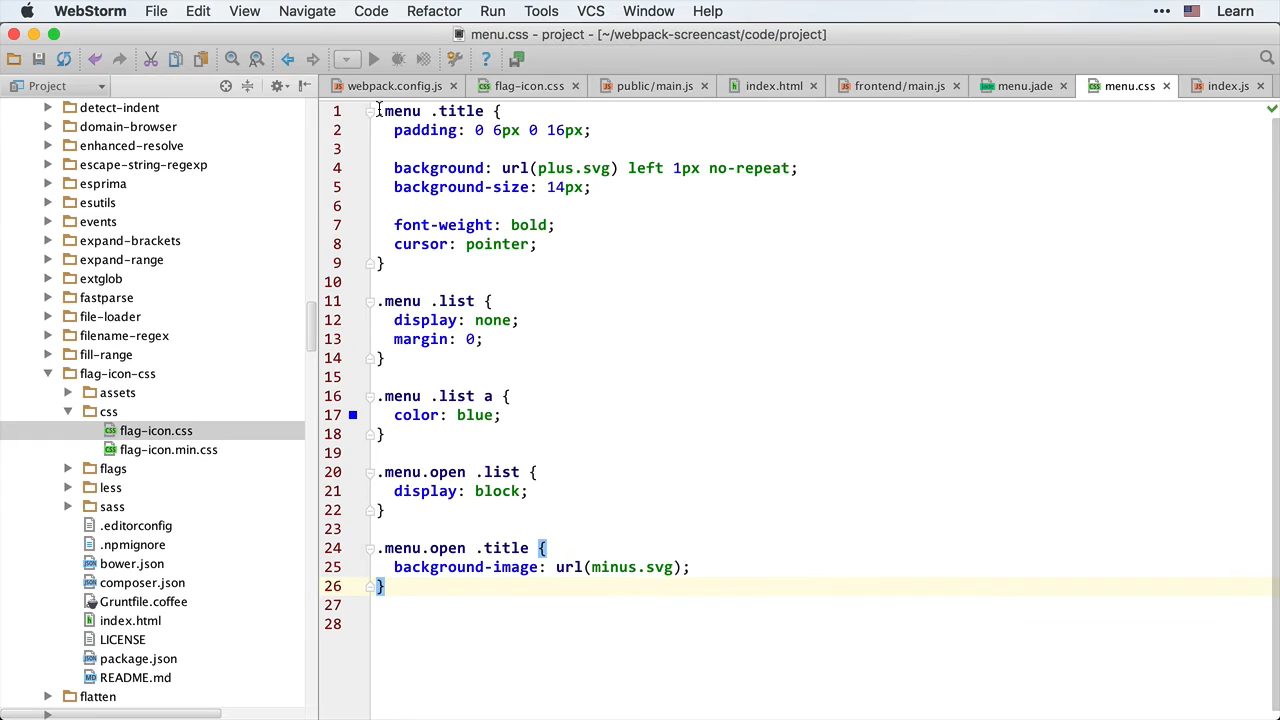 WebStorm File Edit View Navigate Code Refactor Run Tools VCS Window Help ••• Learn
menu.css - project - [~/webpack-screencast/code/project]
Project
webpack.config.js flag-icon.css public/main.js index.html frontend/main.js menu.jade menu.css index.js
detect-indent
domain-browser
enhanced-resolve
escape-string-regexp
esprima
esutils
events
expand-brackets
expand-range
extglob
fastparse
file-loader
filename-regex
fill-range
flag-icon-css
assets
css
flag-icon.css
flag-icon.min.css
flags
less
sass
.editorconfig
.npmignore
bower.json
composer.json
Gruntfile.coffee
index.html
LICENSE
package.json
README.md
flatten
1 .menu .title {
2 padding: 0 6px 0 16px;
3
4 background: url(plus.svg) left 1px no-repeat;
5 background-size: 14px;
6
7 font-weight: bold;
8 cursor: pointer;
9 }
10
11 .menu .list {
12 display: none;
13 margin: 0;
14 }
15
16 .menu .list a {
17 color: blue;
18 }
19
20 .menu.open .list {
21 display: block;
22 }
23
24 .menu.open .title {
25 background-image: url(minus.svg);
26 }
27
28